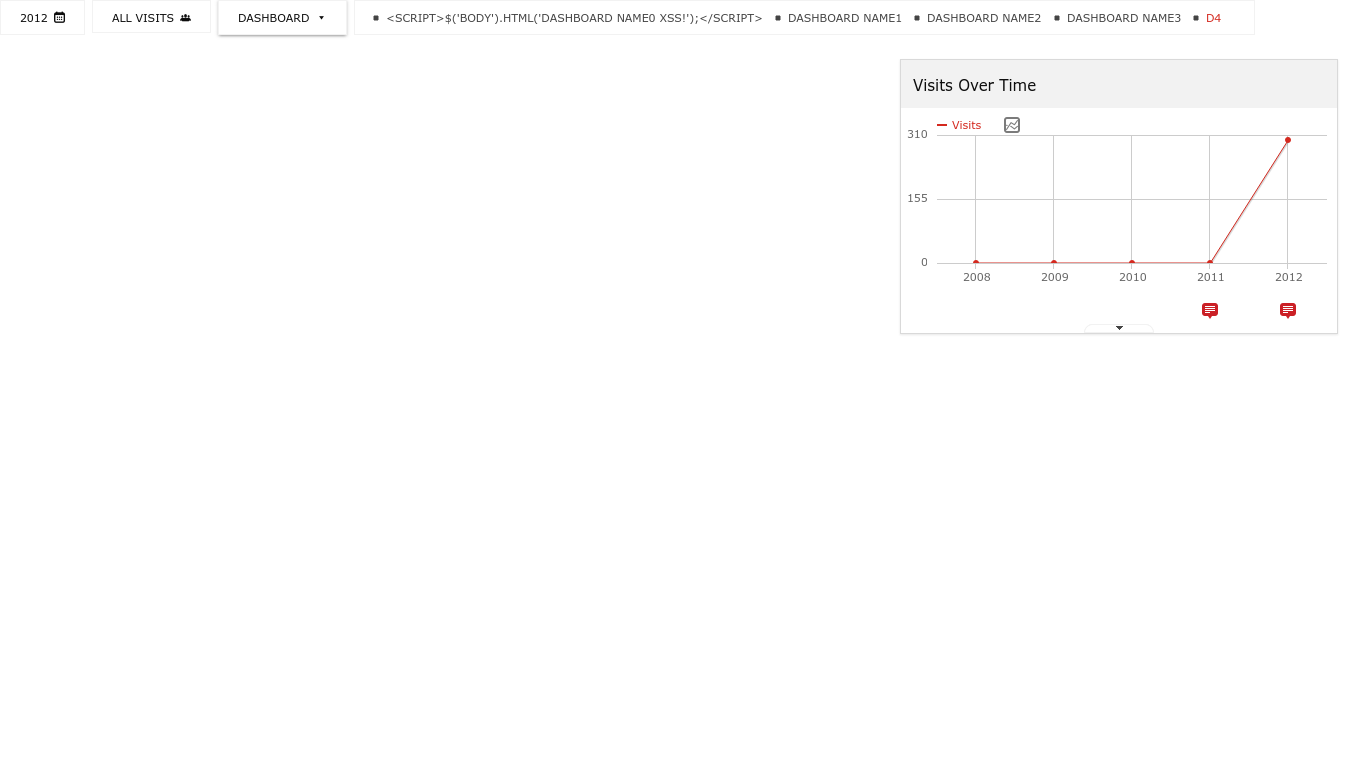 2012
ALL VISITS
DASHBOARD
<SCRIPT>$('BODY').HTML('DASHBOARD NAME0 XSS!');</SCRIPT>
DASHBOARD NAME1
DASHBOARD NAME2
DASHBOARD NAME3
D4
Visits Over Time
Visits
310
155
0
2008 2009 2010 2011 2012